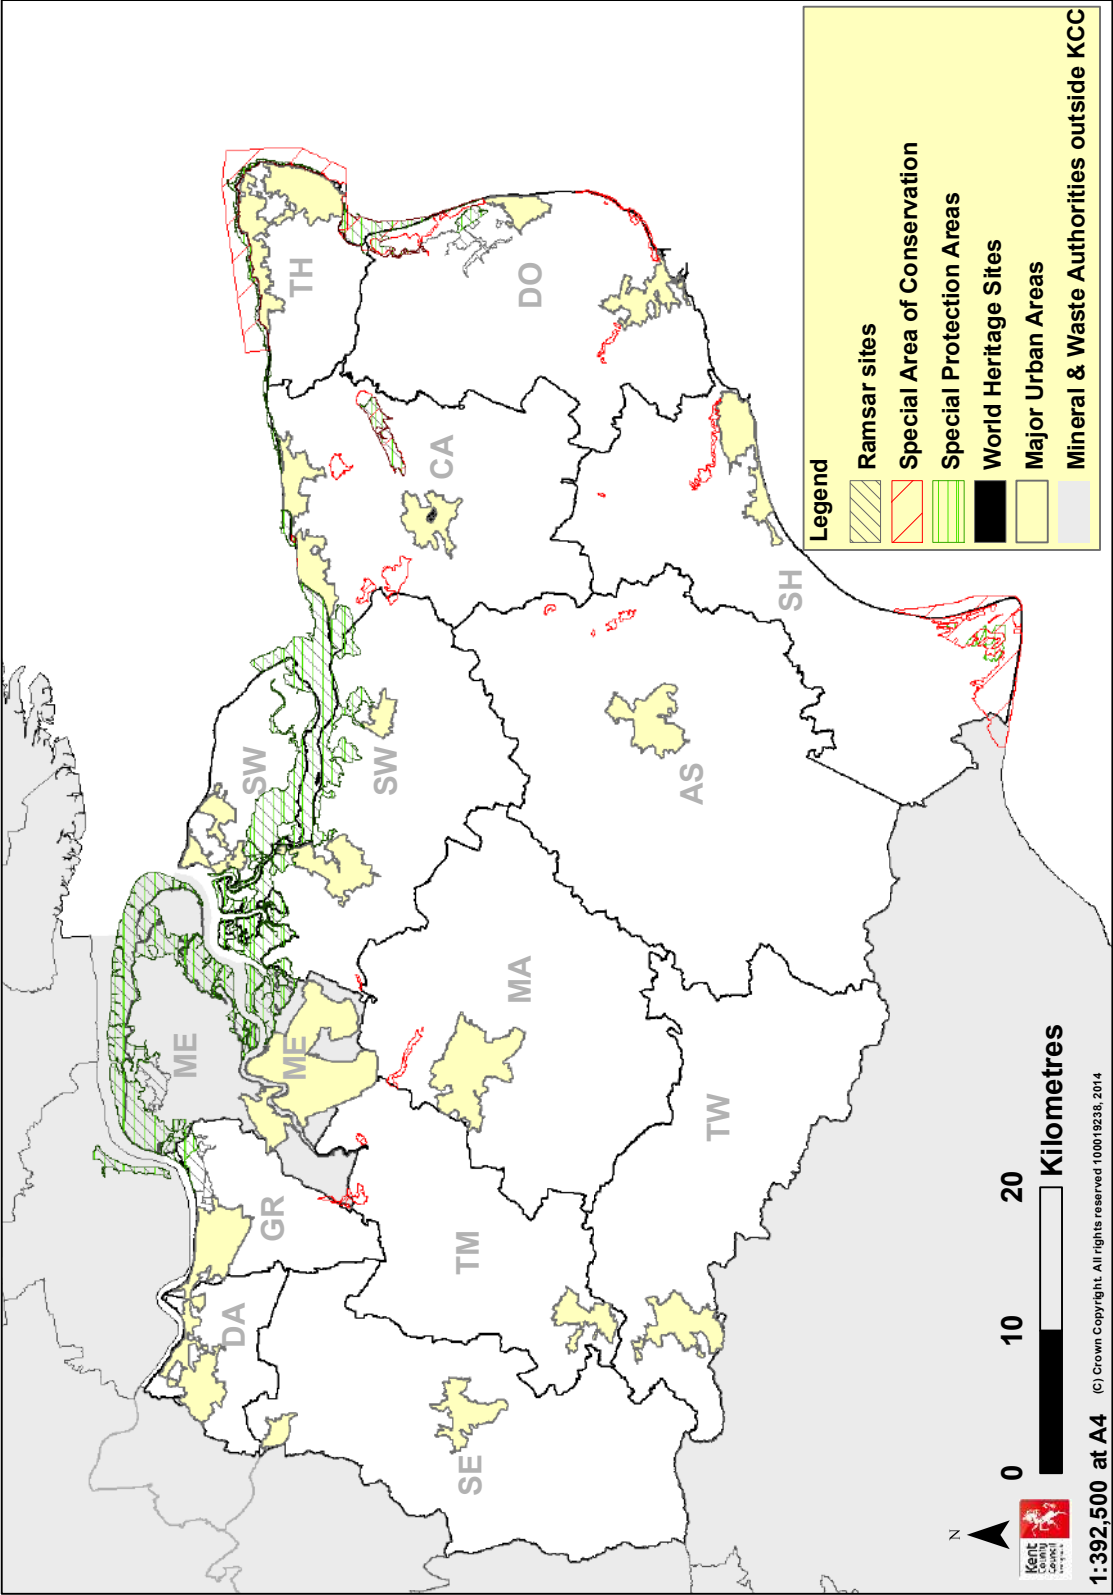 TH
DO
CA
SH
SW
SW
AS
ME
ME
MA
GR
TM
TW
DA
SE
Legend
Ramsar sites
Special Area of Conservation
Special Protection Areas
World Heritage Sites
Major Urban Areas
Mineral & Waste Authorities outside KCC
N
Kent
County
Council
0 10 20 Kilometres
1:392,500 at A4 (C) Crown Copyright. All rights reserved 100019238, 2014